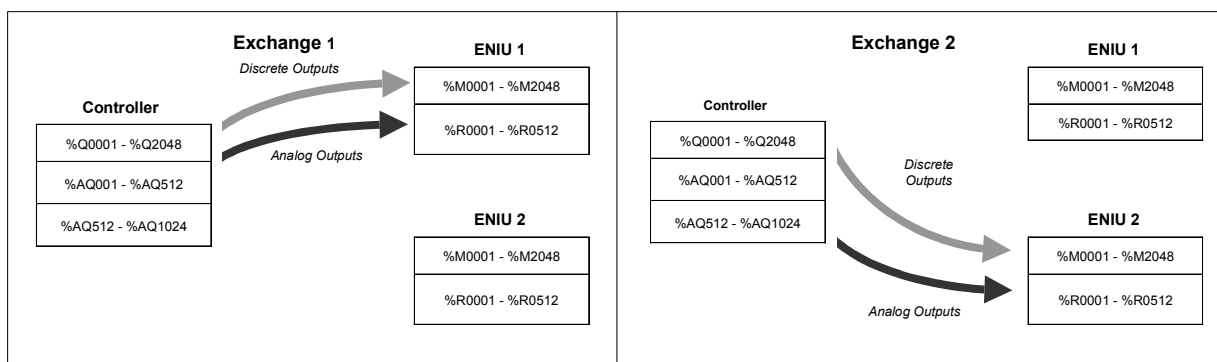 Exchange 1
Discrete Outputs
ENIU 1
%M0001 - %M2048
%R0001 - %R0512
Controller
%Q0001 - %Q2048
%AQ001 - %AQ512
%AQ512 - %AQ1024
Analog Outputs
ENIU 2
%M0001 - %M2048
%R0001 - %R0512
Exchange 2
ENIU 1
%M0001 - %M2048
%R0001 - %R0512
Controller
%Q0001 - %Q2048
%AQ001 - %AQ512
%AQ512 - %AQ1024
Discrete
Outputs
ENIU 2
%M0001 - %M2048
%R0001 - %R0512
Analog Outputs